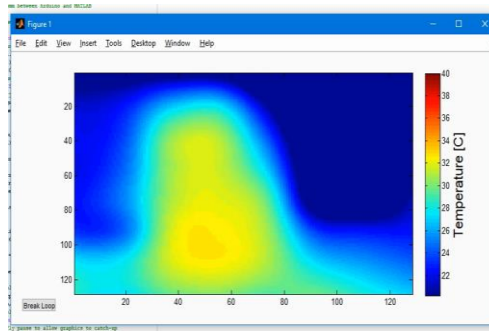 between Arduino and MATLAB
Figure 1
File Edit View Insert Tools Desktop Window Help
20
40
60
80
100
120
20 40 60 80 100 120
40
38
36
34
32
30
28
26
24
22
Temperature [C]
Break Loop
pause to allow graphics to catch-up